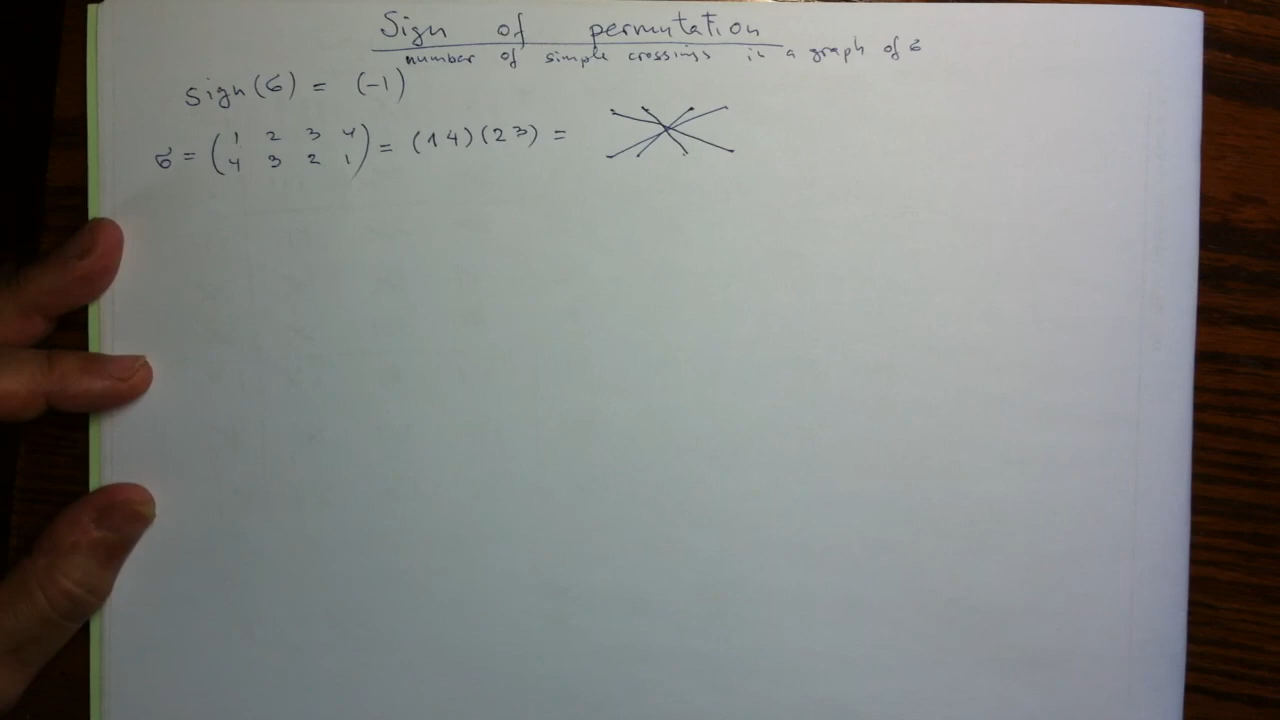 Sign of permutation
number of simple crossings in a graph of σ
sign(σ) = (-1)
σ = (1 2 3 4 / 4 3 2 1) = (1 4)(2 3) =